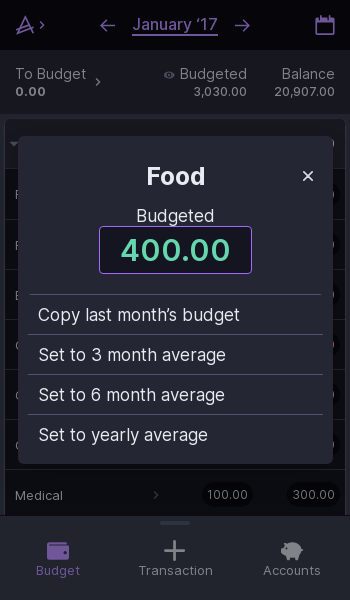 January ‘17
To Budget
Budgeted
Balance
0.00
3,030.00
20,907.00
Food
Budgeted
400.00
Copy last month’s budget
Set to 3 month average
Set to 6 month average
Set to yearly average
Medical
100.00
300.00
Budget
Transaction
Accounts